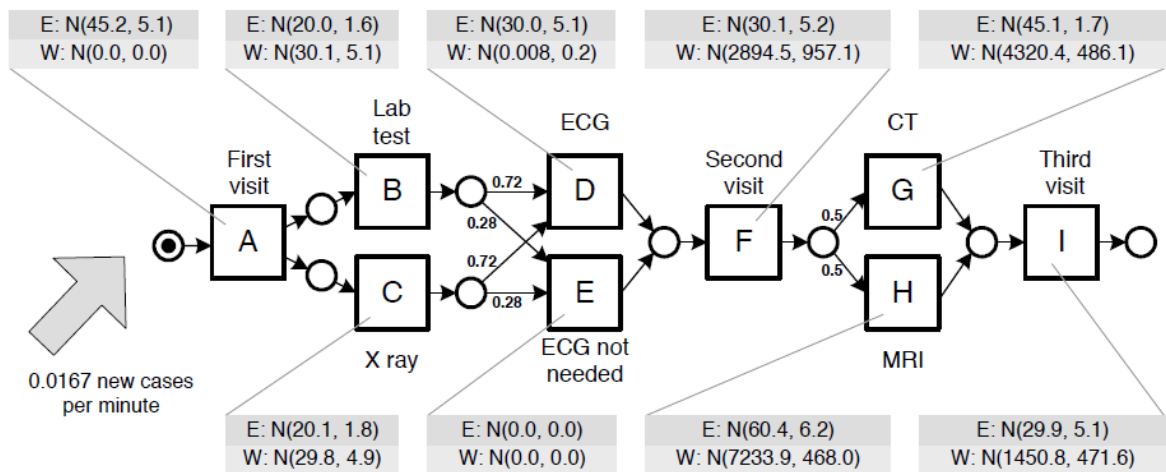 E: N(45.2, 5.1)
W: N(0.0, 0.0)
E: N(20.0, 1.6)
W: N(30.1, 5.1)
E: N(30.0, 5.1)
W: N(0.008, 0.2)
E: N(30.1, 5.2)
W: N(2894.5, 957.1)
E: N(45.1, 1.7)
W: N(4320.4, 486.1)
First
visit
A
Lab
test
B
C
X ray
0.72
0.28
0.72
0.28
ECG
D
E
ECG not
needed
Second
visit
F
0.5
0.5
CT
G
H
MRI
Third
visit
I
0.0167 new cases
per minute
E: N(20.1, 1.8)
W: N(29.8, 4.9)
E: N(0.0, 0.0)
W: N(0.0, 0.0)
E: N(60.4, 6.2)
W: N(7233.9, 468.0)
E: N(29.9, 5.1)
W: N(1450.8, 471.6)